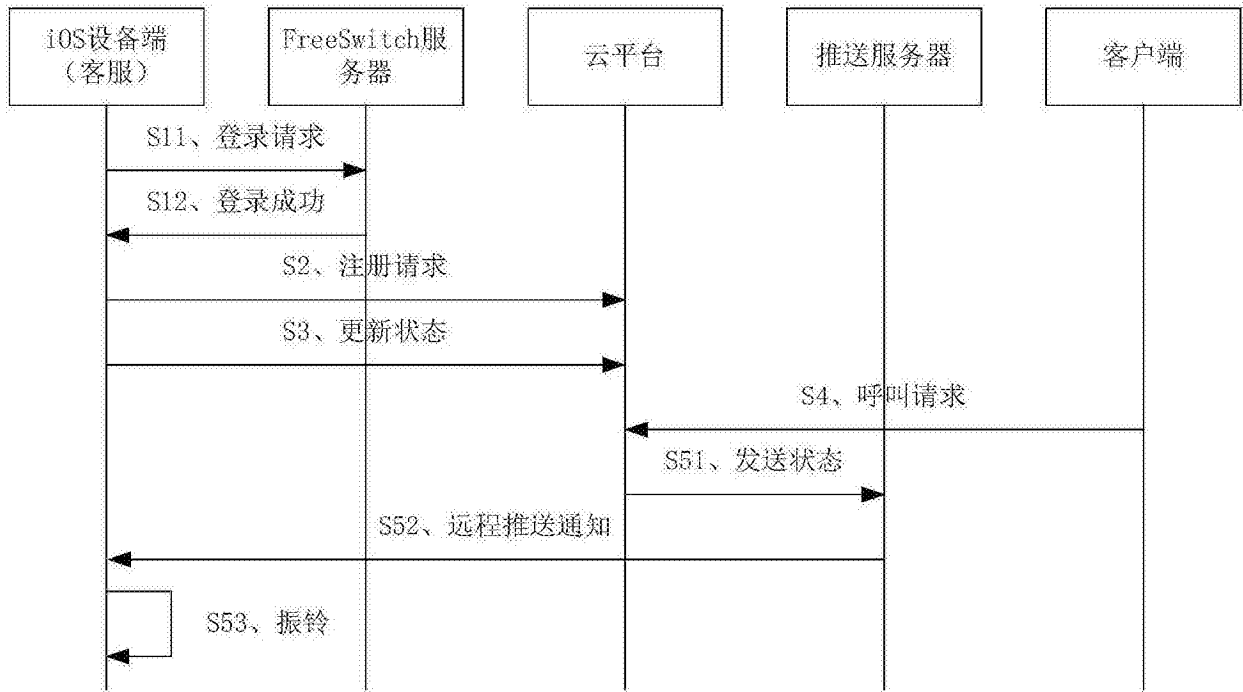 iOS设备端
（客服）
FreeSwitch服
务器
云平台
推送服务器
客户端
S11、登录请求
S12、登录成功
S2、注册请求
S3、更新状态
S4、呼叫请求
S51、发送状态
S52、远程推送通知
S53、振铃